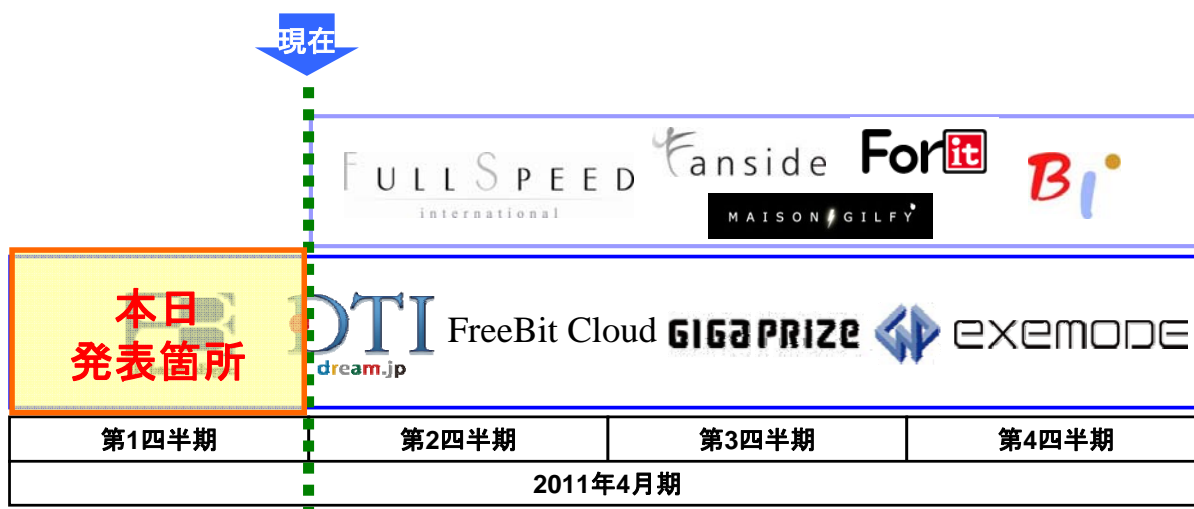 現在
FULLSPEED
international
Fanside
Forit
MAISON GILFY
Bi
本日
発表箇所
DTI
dream.jp
FreeBit Cloud
GIGAPRIZE
exemode
第1四半期
第2四半期
第3四半期
第4四半期
2011年4月期